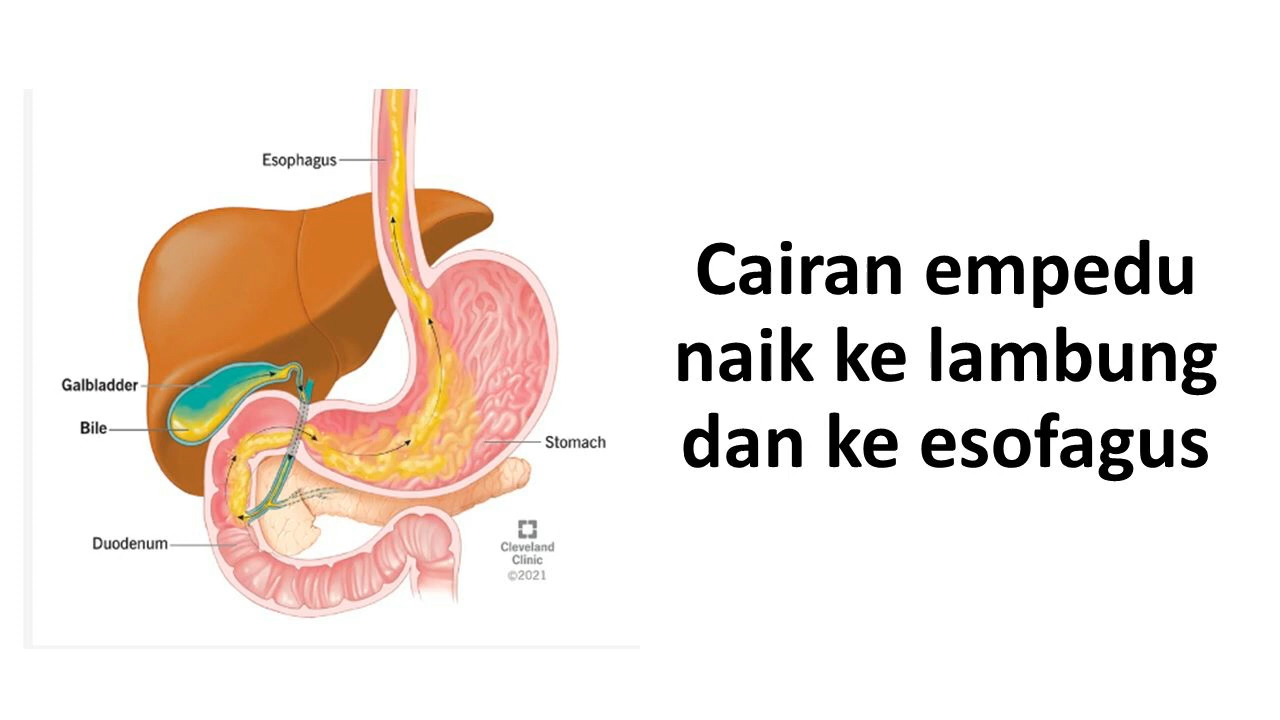 Esophagus
Galbladder
Bile
Stomach
Duodenum
Cleveland
Clinic
©2021
Cairan empedu
naik ke lambung
dan ke esofagus